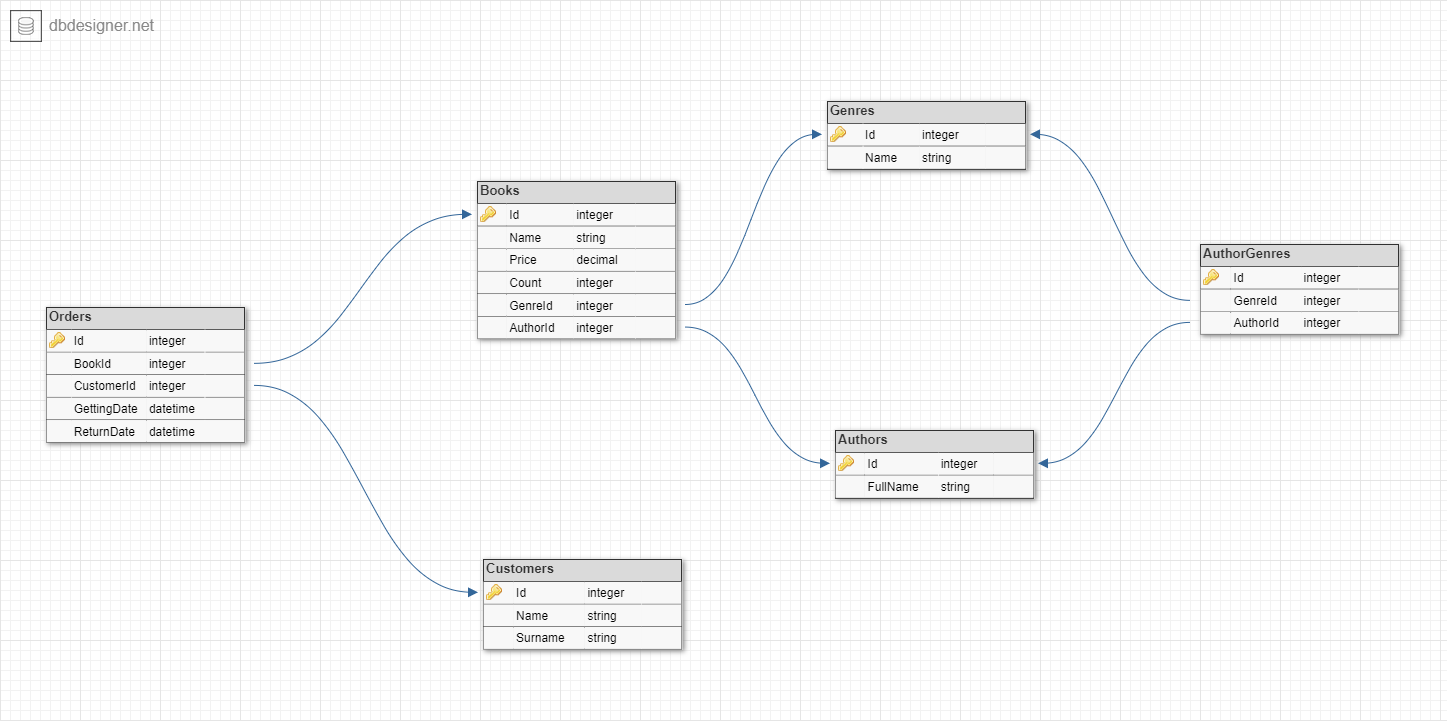 dbdesigner.net
Genres
Id integer
Name string
Books
Id integer
Name string
Price decimal
Count integer
GenreId integer
AuthorId integer
AuthorGenres
Id integer
GenreId integer
AuthorId integer
Orders
Id integer
BookId integer
CustomerId integer
GettingDate datetime
ReturnDate datetime
Authors
Id integer
FullName string
Customers
Id integer
Name string
Surname string